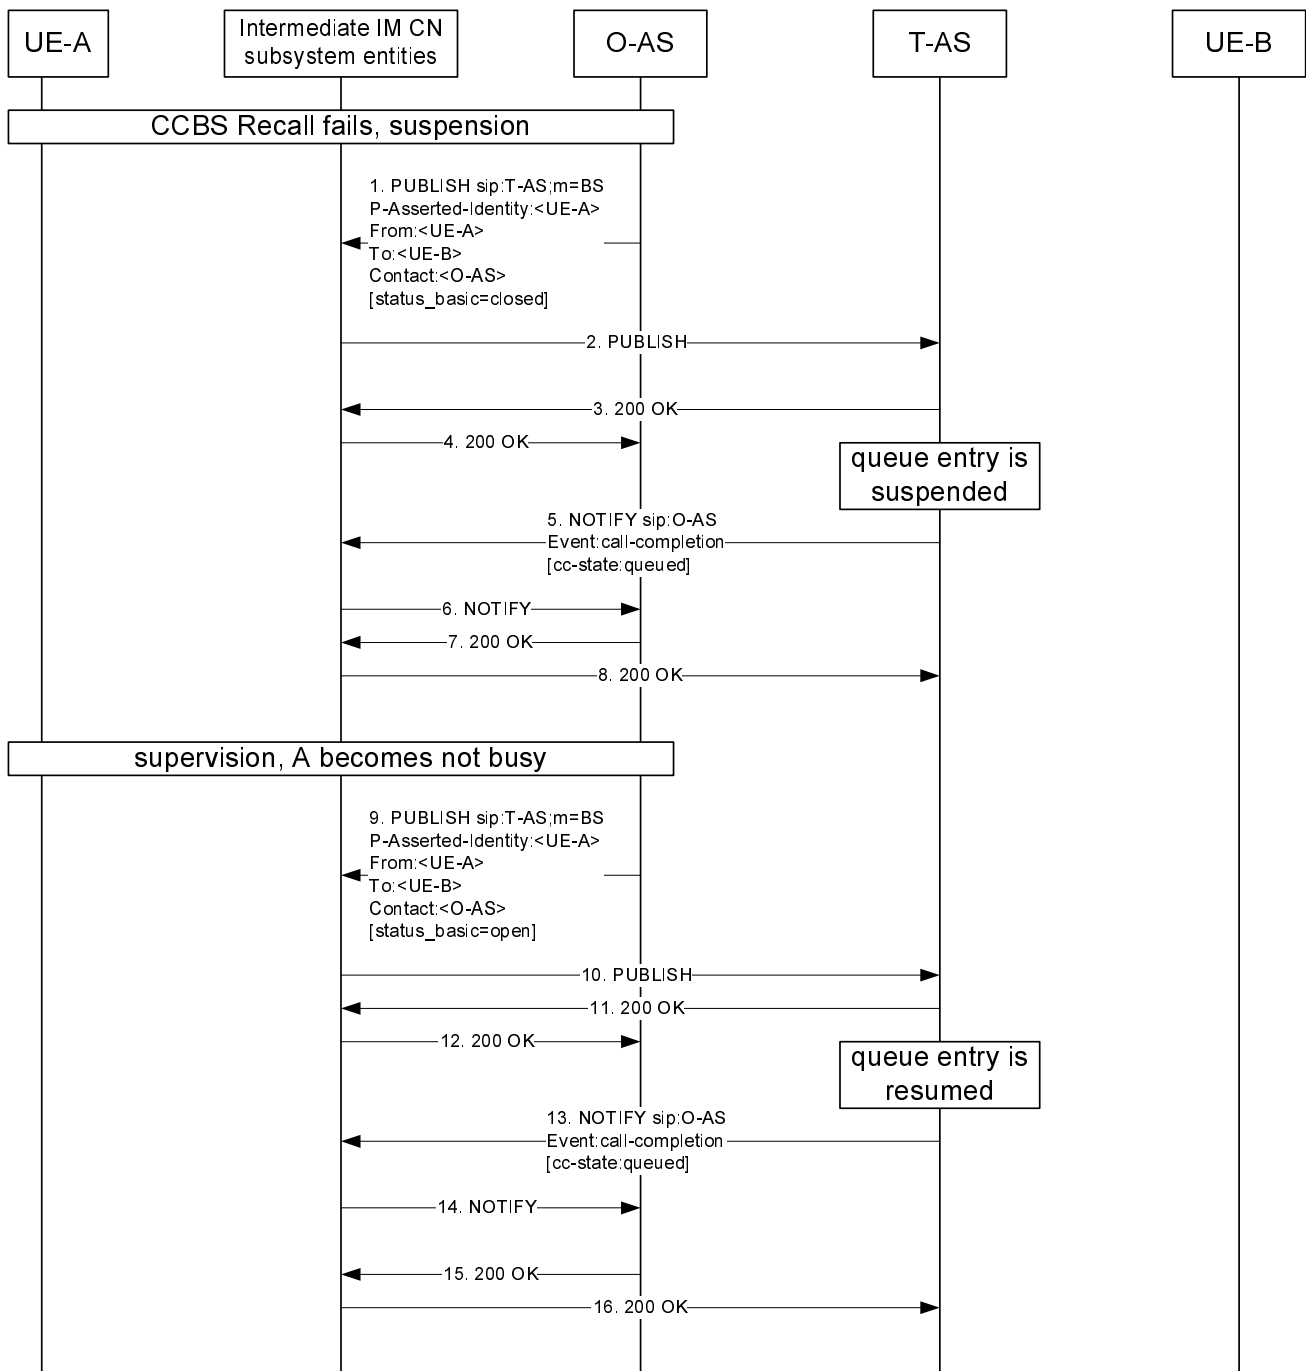 UE-A
Intermediate IM CN
subsystem entities
O-AS
T-AS
UE-B
CCBS Recall fails, suspension
1. PUBLISH sip:T-AS;m=BS
P-Asserted-Identity:<UE-A>
From:<UE-A>
To:<UE-B>
Contact:<O-AS>
[status_basic=closed]
2. PUBLISH
3. 200 OK
4. 200 OK
queue entry is
suspended
5. NOTIFY sip:O-AS
Event:call-completion
[cc-state:queued]
6. NOTIFY
7. 200 OK
8. 200 OK
supervision, A becomes not busy
9. PUBLISH sip:T-AS;m=BS
P-Asserted-Identity:<UE-A>
From:<UE-A>
To:<UE-B>
Contact:<O-AS>
[status_basic=open]
10. PUBLISH
11. 200 OK
12. 200 OK
queue entry is
resumed
13. NOTIFY sip:O-AS
Event:call-completion
[cc-state:queued]
14. NOTIFY
15. 200 OK
16. 200 OK